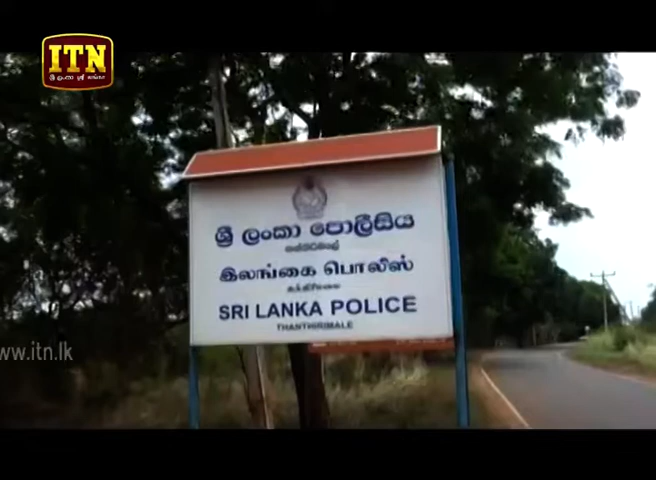 ITN
ශ්‍රී ලංකා පොලීසිය
இலங்கை பொலிஸ்
SRI LANKA POLICE
THANTHIRIMALE
www.itn.lk